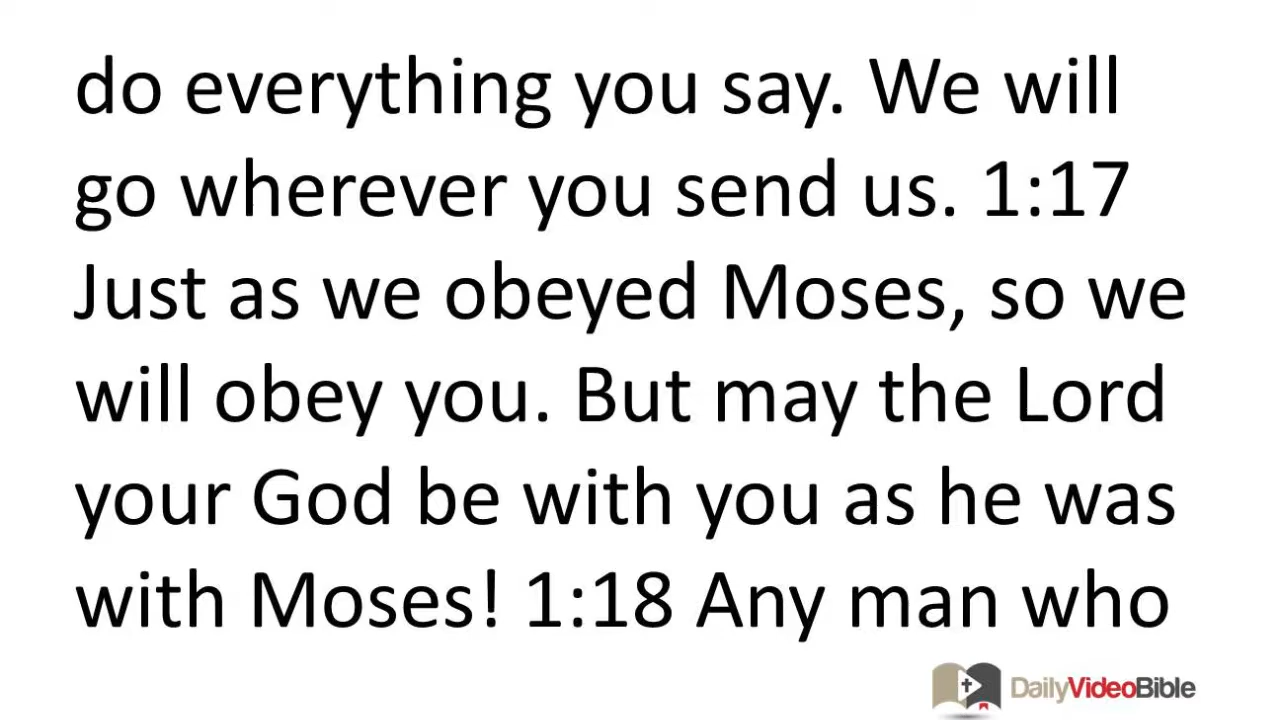 do everything you say. We will
go wherever you send us. 1:17
Just as we obeyed Moses, so we
will obey you. But may the Lord
your God be with you as he was
with Moses! 1:18 Any man who
DailyVideoBible